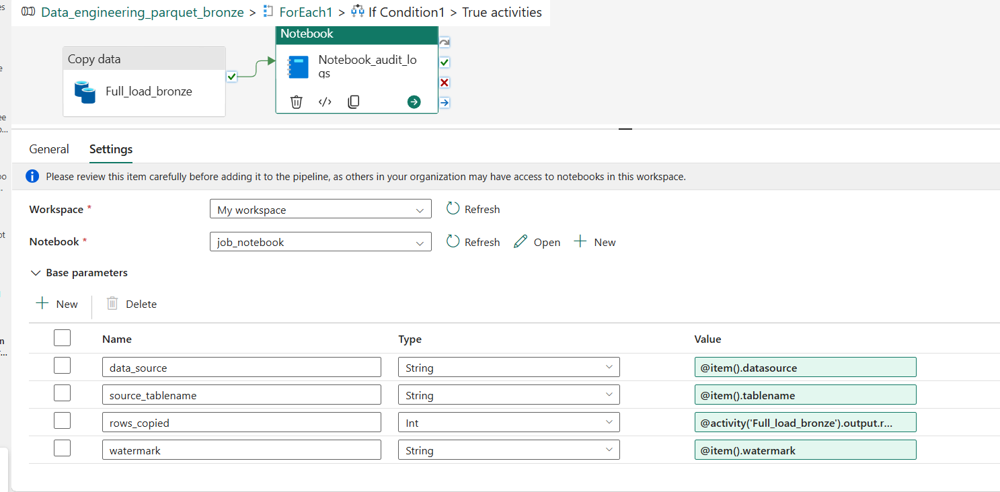 Data_engineering_parquet_bronze > ForEach1 > If Condition1 > True activities
Copy data
Full_load_bronze
Notebook
Notebook_audit_lo
gs
General Settings
Please review this item carefully before adding it to the pipeline, as others in your organization may have access to notebooks in this workspace.
Workspace * My workspace Refresh
Notebook * job_notebook Refresh Open New
Base parameters
New Delete
Name Type Value
data_source String @item().datasource
source_tablename String @item().tablename
rows_copied Int @activity('Full_load_bronze').output.r...
watermark String @item().watermark